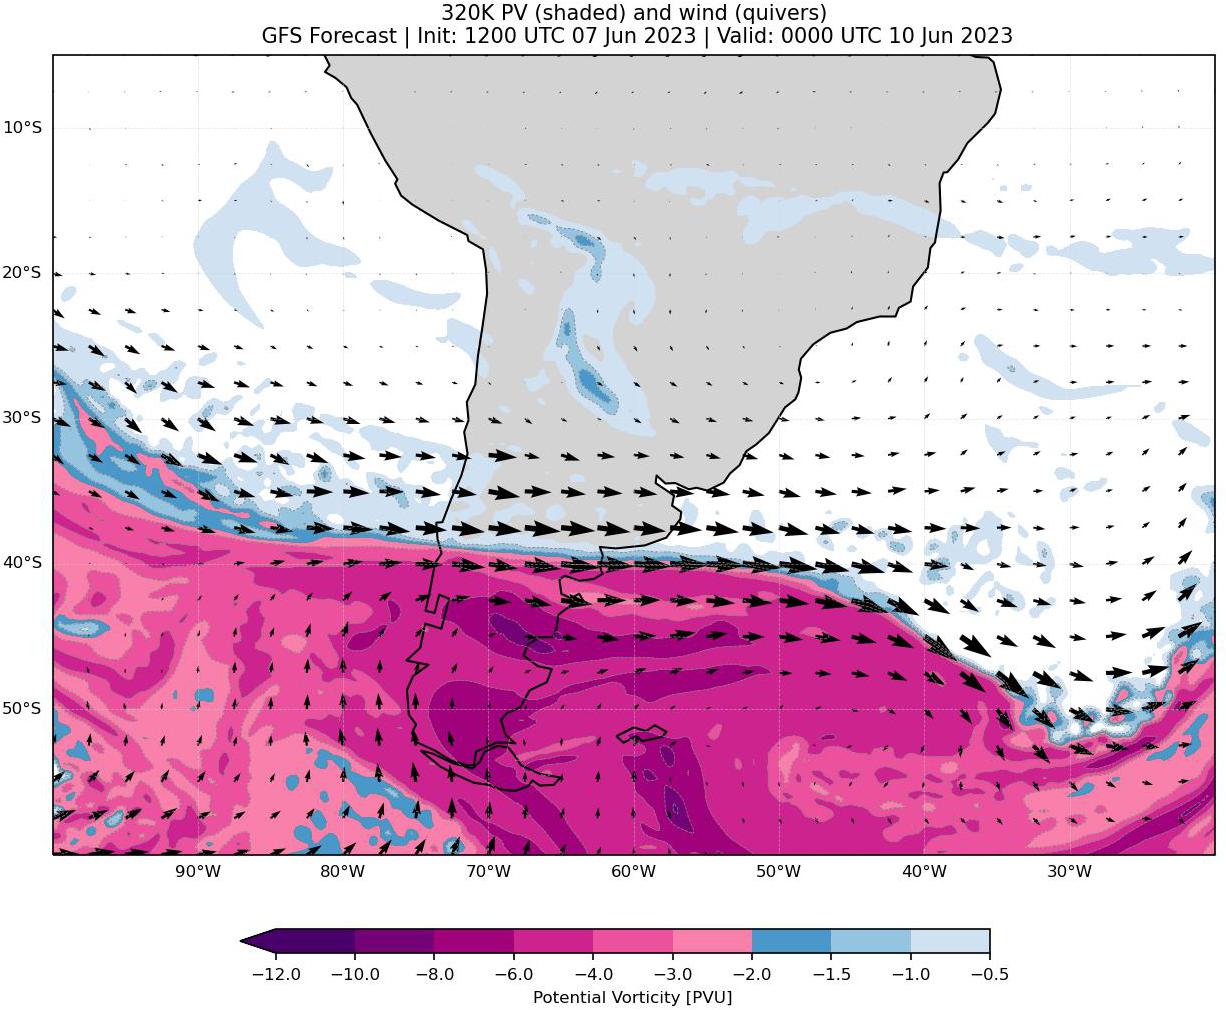 320K PV (shaded) and wind (quivers)
GFS Forecast | Init: 1200 UTC 07 Jun 2023 | Valid: 0000 UTC 10 Jun 2023
10°S
20°S
30°S
40°S
50°S
90°W 80°W 70°W 60°W 50°W 40°W 30°W
−12.0 −10.0 −8.0 −6.0 −4.0 −3.0 −2.0 −1.5 −1.0 −0.5
Potential Vorticity [PVU]